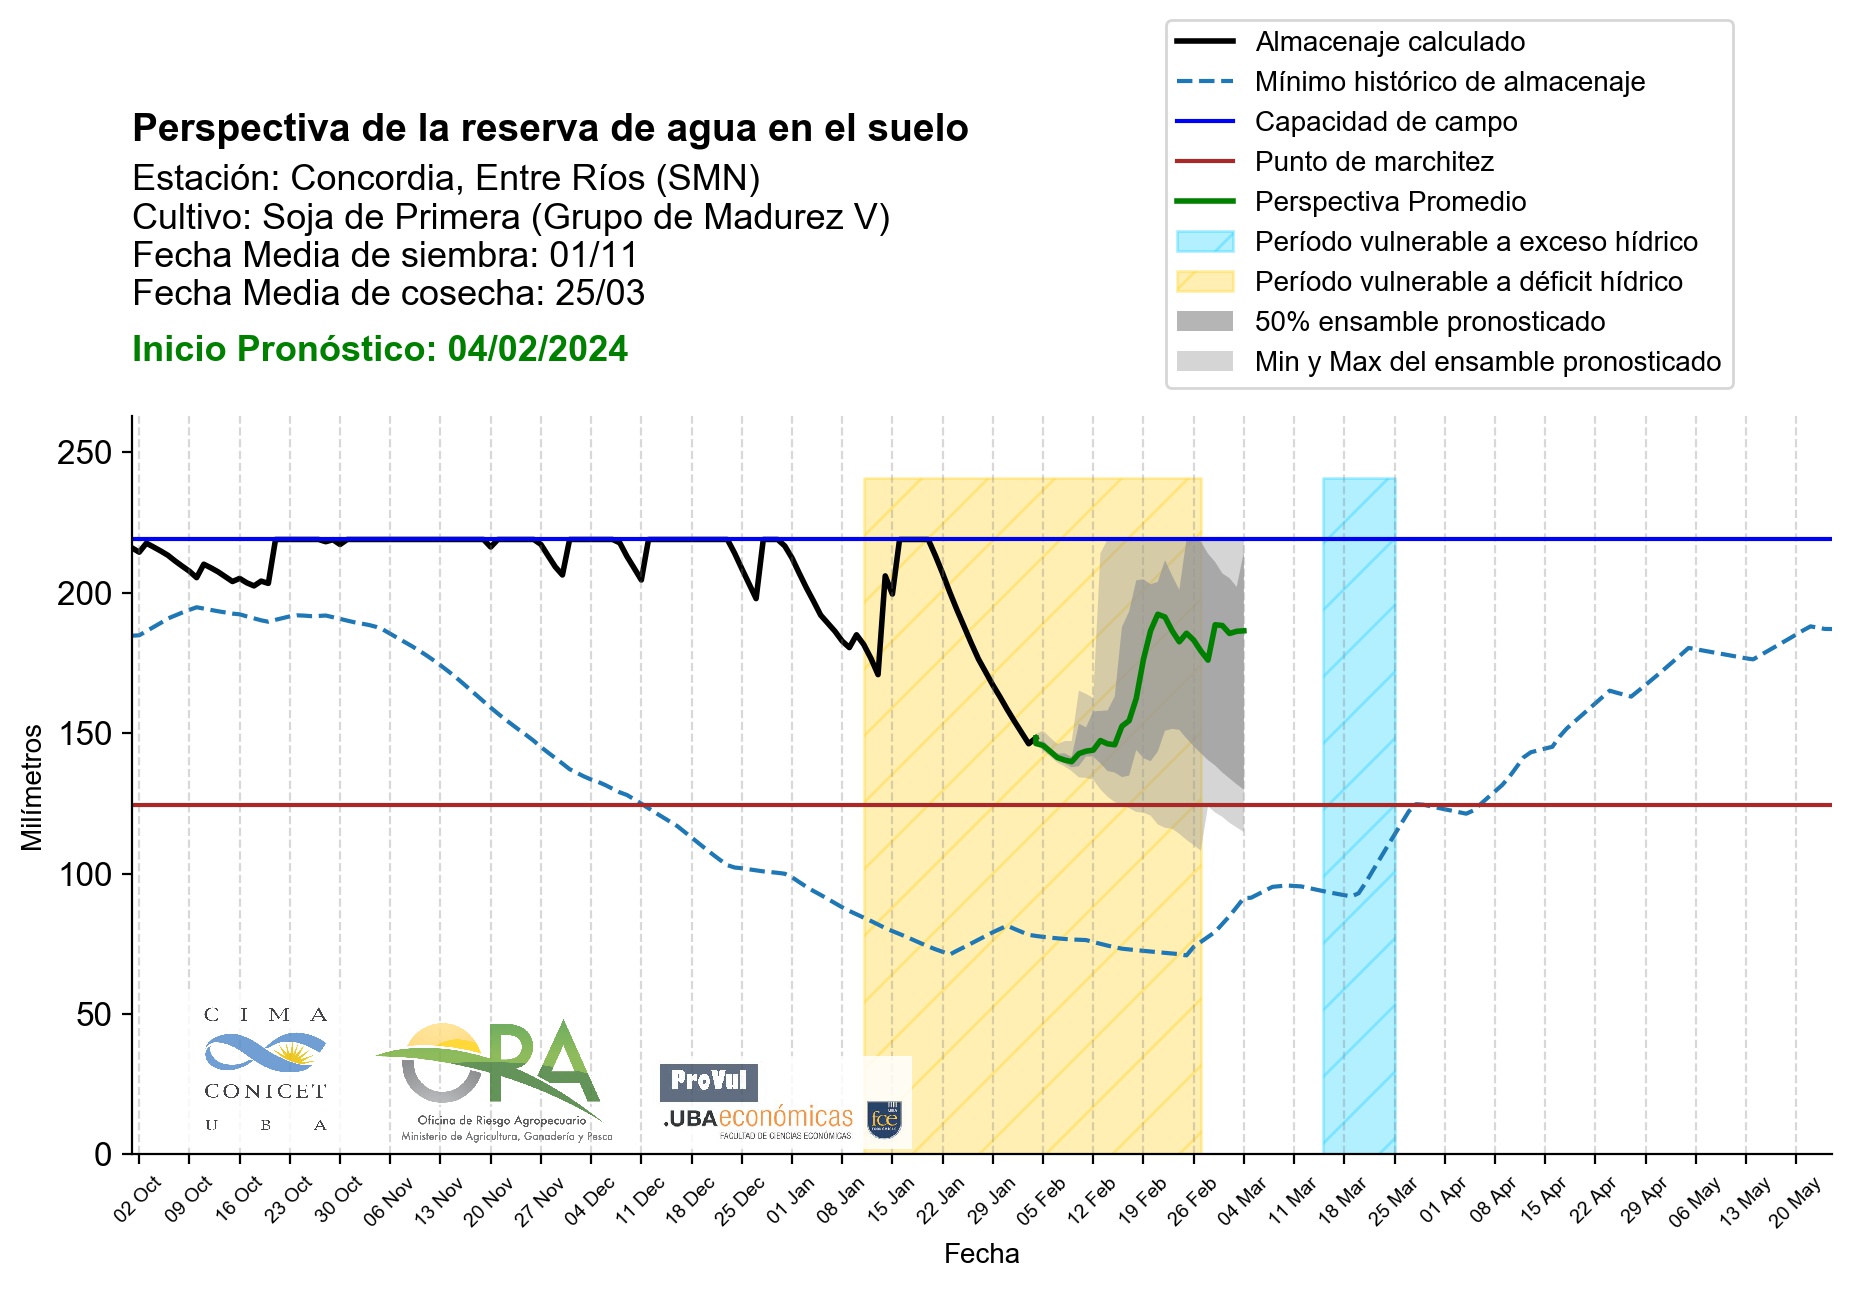 Almacenaje calculado
Mínimo histórico de almacenaje
Capacidad de campo
Punto de marchitez
Perspectiva Promedio
Período vulnerable a exceso hídrico
Período vulnerable a déficit hídrico
50% ensamble pronosticado
Min y Max del ensamble pronosticado
Perspectiva de la reserva de agua en el suelo
Estación: Concordia, Entre Ríos (SMN)
Cultivo: Soja de Primera (Grupo de Madurez V)
Fecha Media de siembra: 01/11
Fecha Media de cosecha: 25/03
Inicio Pronóstico: 04/02/2024
250
200
150
100
50
0
Milímetros
CIMA
CONICET
UBA
ORA
Oficina de Riesgo Agropecuario
Ministerio de Agricultura, Ganadería y Pesca
ProVul
.UBAeconómicas
FACULTAD DE CIENCIAS ECONÓMICAS
fce
02 Oct
09 Oct
16 Oct
23 Oct
30 Oct
06 Nov
13 Nov
20 Nov
27 Nov
04 Dec
11 Dec
18 Dec
25 Dec
01 Jan
08 Jan
15 Jan
22 Jan
29 Jan
05 Feb
12 Feb
19 Feb
26 Feb
04 Mar
11 Mar
18 Mar
25 Mar
01 Apr
08 Apr
15 Apr
22 Apr
29 Apr
06 May
13 May
20 May
Fecha